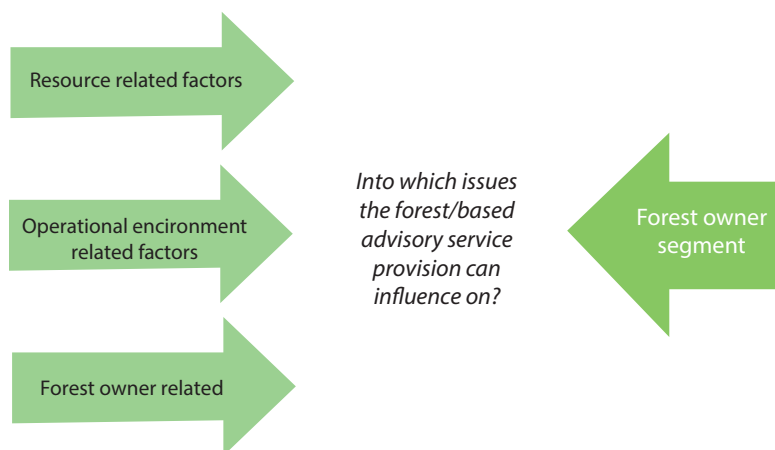 Resource related factors
Operational environment
related factors
Forest owner related
Into which issues
the forest/based
advisory service
provision can
influence on?
Forest owner
segment